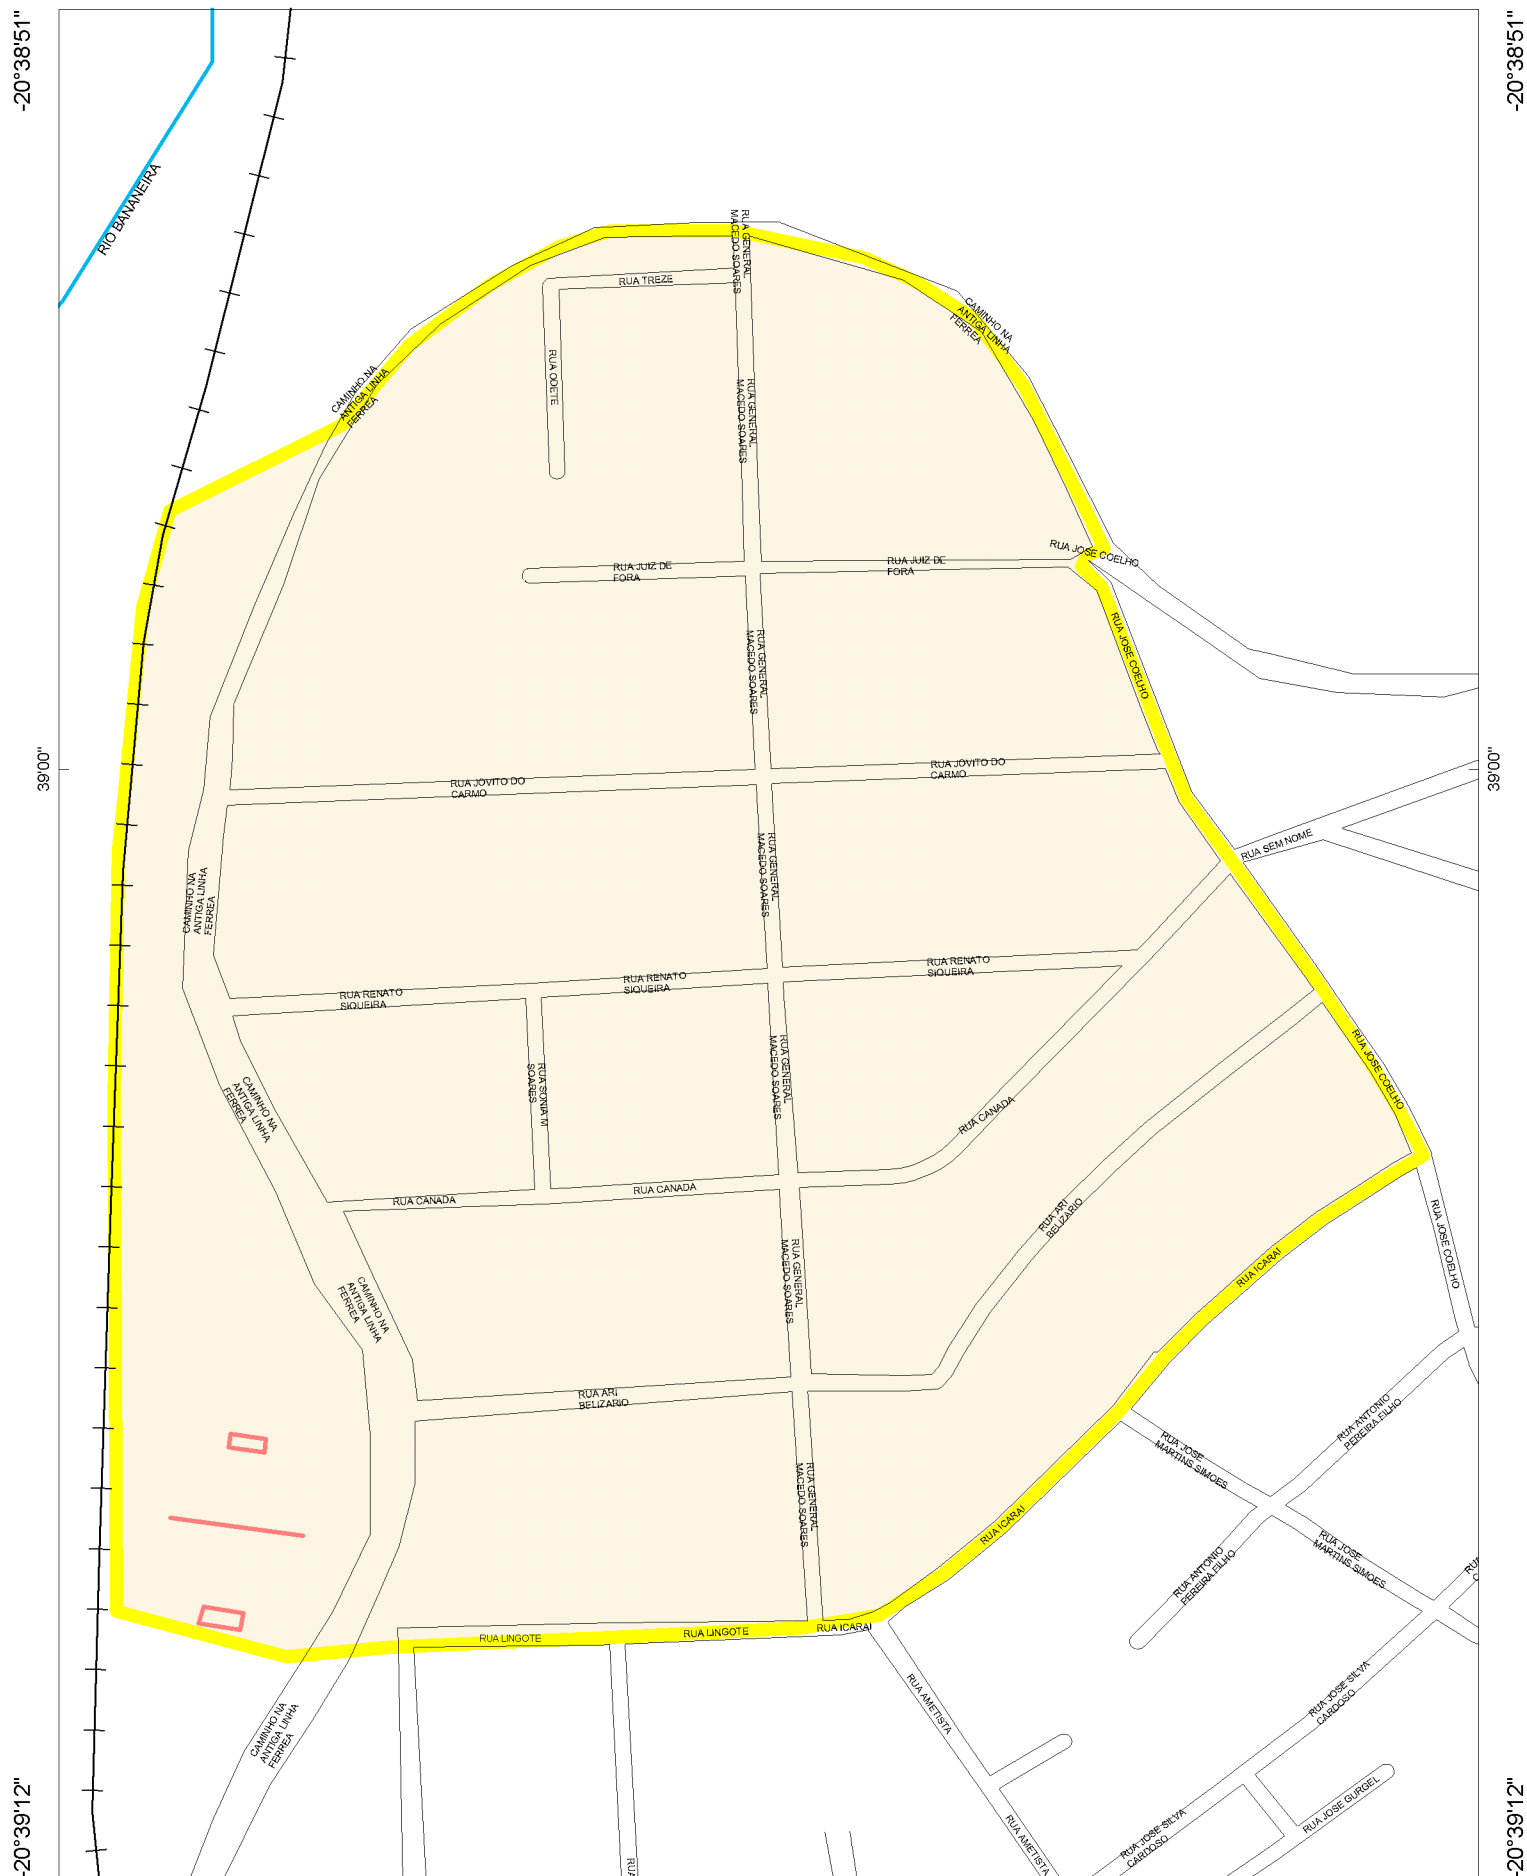 -20°38'51"
-20°38'51"
RIO BANANEIRA
RUA GENERAL
MACEDO SOARES
RUA TREZE
CAMINHO NA
ANTIGA LINHA
FERREA
CAMINHO NA
ANTIGA LINHA
FERREA
RUA ODETE
RUA GENERAL
MACEDO SOARES
RUA JOSE COELHO
RUA JUIZ DE
FORA
RUA JUIZ DE
FORA
RUA JOSE COELHO
RUA GENERAL
MACEDO SOARES
39'00"
39'00"
RUA JOVITO DO
CARMO
RUA JOVITO DO
CARMO
RUA SEM NOME
RUA GENERAL
MACEDO SOARES
CAMINHO NA
ANTIGA LINHA
FERREA
RUA RENATO
SIQUEIRA
RUA RENATO
SIQUEIRA
RUA RENATO
SIQUEIRA
RUA JOSE COELHO
RUA GENERAL
MACEDO SOARES
RUA SONIA M
SOARES
CAMINHO NA
ANTIGA LINHA
FERREA
RUA CANADA
RUA CANADA
RUA CANADA
RUA ARI
BELIZARIO
RUA JOSE COELHO
RUA ICARAI
RUA GENERAL
MACEDO SOARES
CAMINHO NA
ANTIGA LINHA
FERREA
RUA ARI
BELIZARIO
RUA ANTONIO
PEREIRA FILHO
RUA JOSE
MARTINS SIMOES
RUA GENERAL
MACEDO SOARES
RUA ICARAI
RUA JOSE
MARTINS SIMOES
RUA ANTONIO
PEREIRA FILHO
RUA LINGOTE
RUA LINGOTE
RUA ICARAI
RUA AMETISTA
RUA JOSE SILVA
CARDOSO
CAMINHO NA
ANTIGA LINHA
FERREA
RUA JOSE GURGEL
RUA JOSE SILVA
CARDOSO
RUA AMETISTA
RUA
-20°39'12"
-20°39'12"